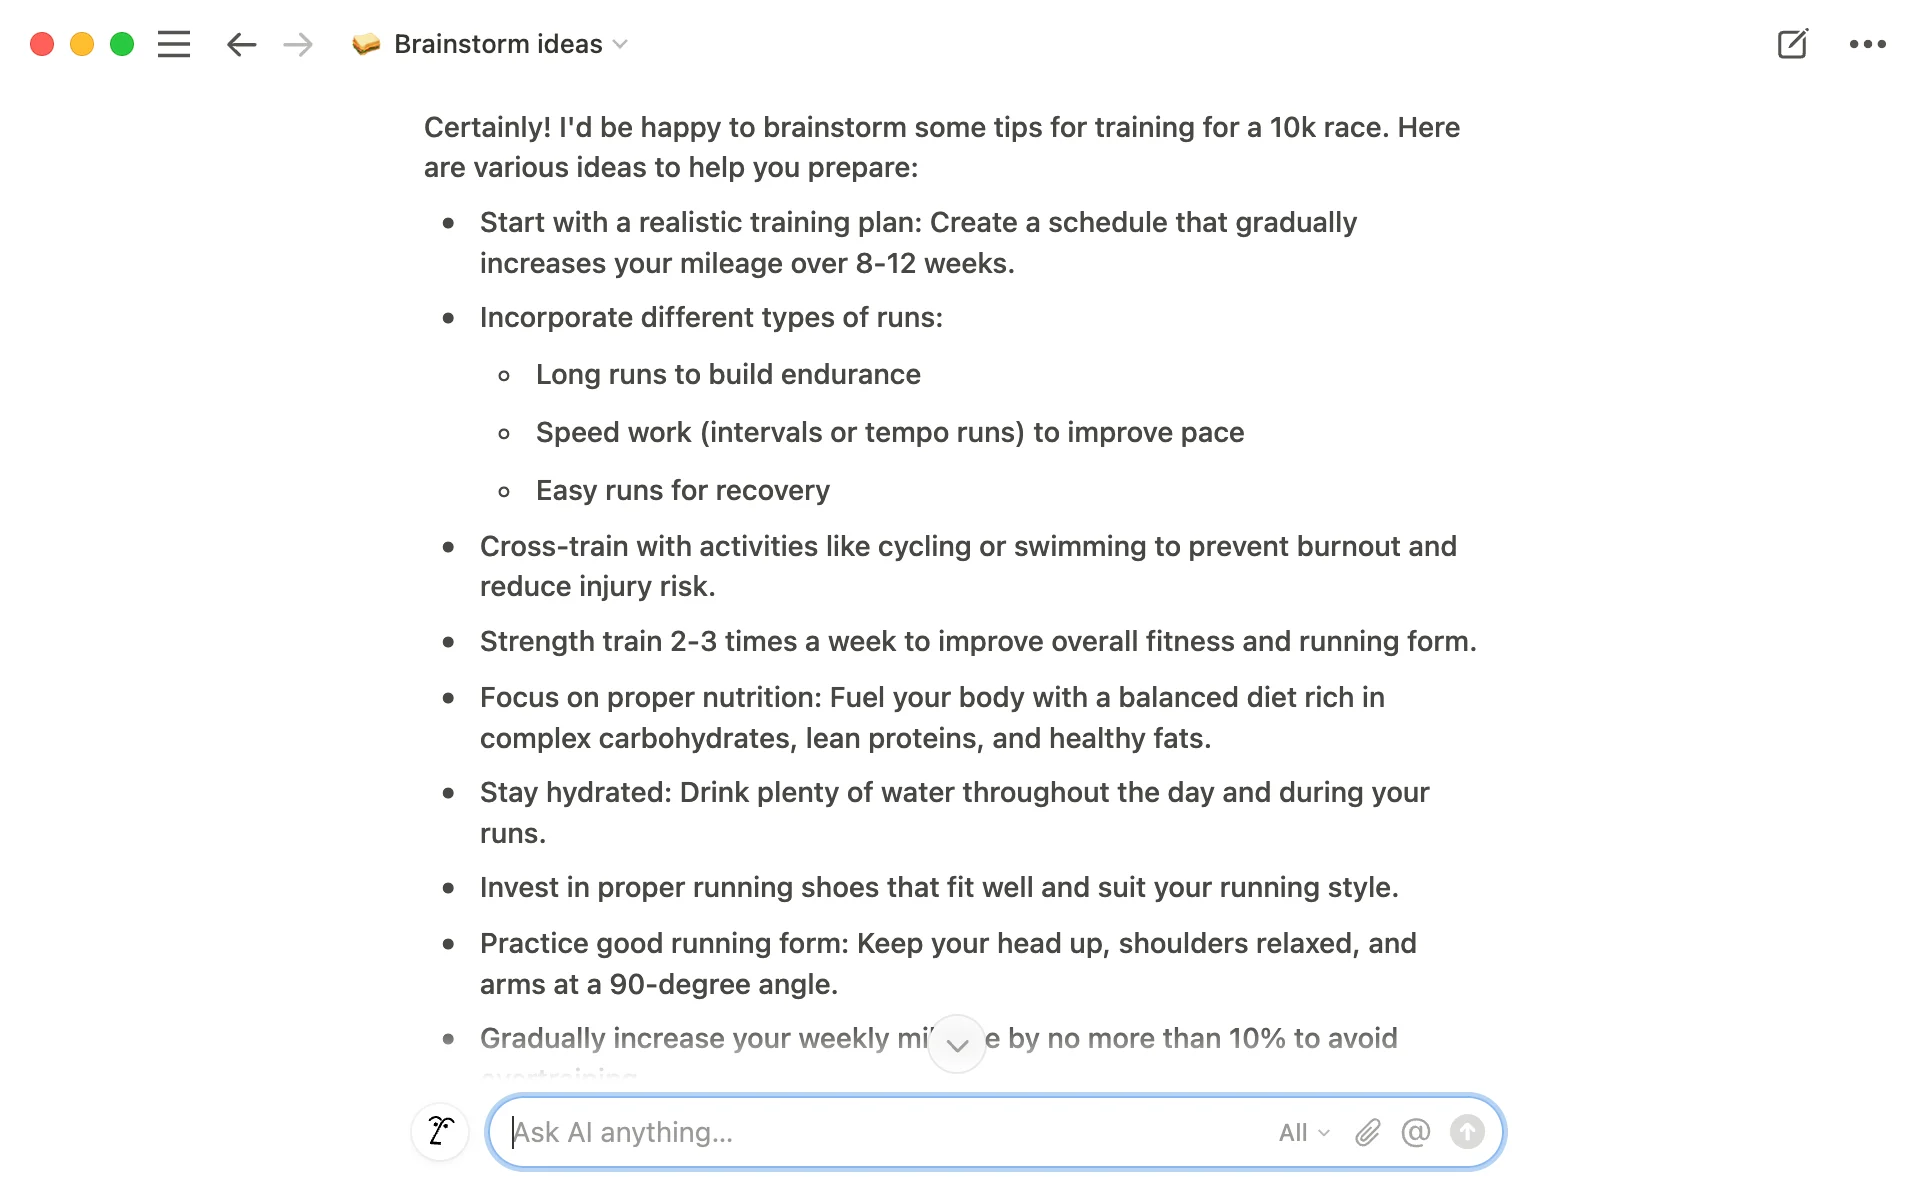 Brainstorm ideas
Certainly! I'd be happy to brainstorm some tips for training for a 10k race. Here
are various ideas to help you prepare:
Start with a realistic training plan: Create a schedule that gradually
increases your mileage over 8-12 weeks.
Incorporate different types of runs:
Long runs to build endurance
Speed work (intervals or tempo runs) to improve pace
Easy runs for recovery
Cross-train with activities like cycling or swimming to prevent burnout and
reduce injury risk.
Strength train 2-3 times a week to improve overall fitness and running form.
Focus on proper nutrition: Fuel your body with a balanced diet rich in
complex carbohydrates, lean proteins, and healthy fats.
Stay hydrated: Drink plenty of water throughout the day and during your
runs.
Invest in proper running shoes that fit well and suit your running style.
Practice good running form: Keep your head up, shoulders relaxed, and
arms at a 90-degree angle.
Gradually increase your weekly by no more than 10% to avoid
Ask AI anything...
All